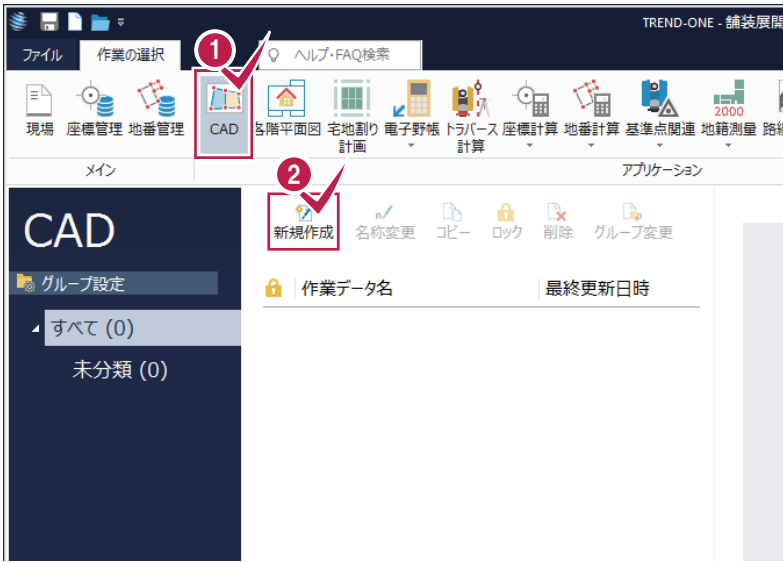 TREND-ONE - 舗装展開
ファイル 作業の選択 ヘルプ・FAQ検索
1
現場 座標管理 地番管理 CAD 各階平面図 宅地割り計画 電子野帳 トラバース計算 座標計算 地番計算 基準点関連 2000 地籍測量
メイン アプリケーション
2
CAD
新規作成 名称変更 コピー ロック 削除 グループ変更
グループ設定
作業データ名 最終更新日時
すべて (0)
未分類 (0)